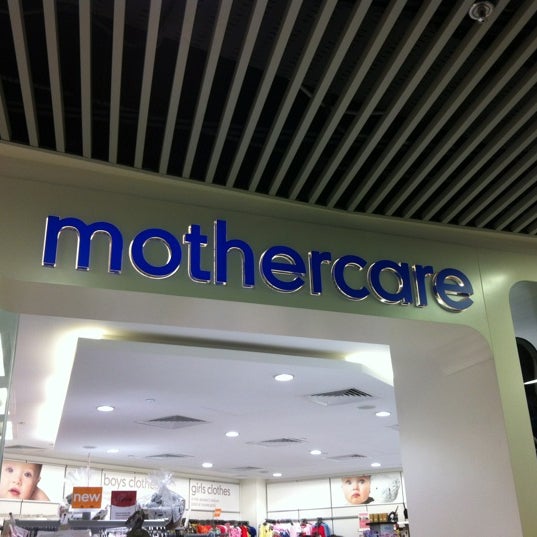 mothercare
boys clothes
girls clothes
new